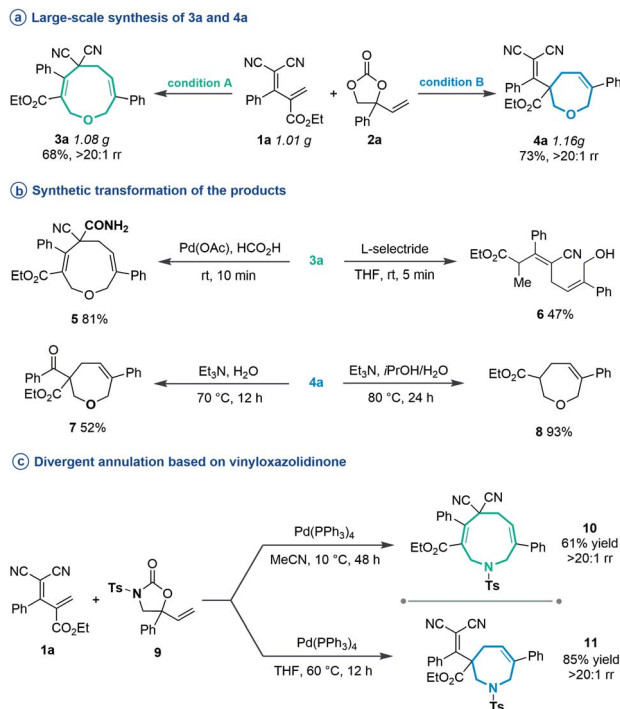 a Large-scale synthesis of 3a and 4a
NC CN
Ph
EtO₂C
Ph
O
3a 1.08 g
68%, >20:1 rr
condition A
NC CN
Ph
CO₂Et
1a 1.01 g
+
O
O O
Ph
2a
condition B
NC CN
Ph
EtO₂C
Ph
O
4a 1.16g
73%, >20:1 rr
b Synthetic transformation of the products
NC CONH₂
Ph
EtO₂C
Ph
O
5 81%
Pd(OAc), HCO₂H
rt, 10 min
3a
L-selectride
THF, rt, 5 min
Ph
EtO₂C CN OH
Me
Ph
6 47%
O
Ph
EtO₂C
Ph
O
7 52%
Et₃N, H₂O
70 °C, 12 h
4a
Et₃N, iPrOH/H₂O
80 °C, 24 h
EtO₂C
Ph
O
8 93%
c Divergent annulation based on vinyloxazolidinone
NC CN
Ph
CO₂Et
1a
+
O
Ts N O
Ph
9
Pd(PPh₃)₄
MeCN, 10 °C, 48 h
NC CN
Ph
EtO₂C
Ph
N
Ts
10
61% yield
>20:1 rr
Pd(PPh₃)₄
THF, 60 °C, 12 h
NC CN
Ph
EtO₂C
Ph
N
Ts
11
85% yield
>20:1 rr